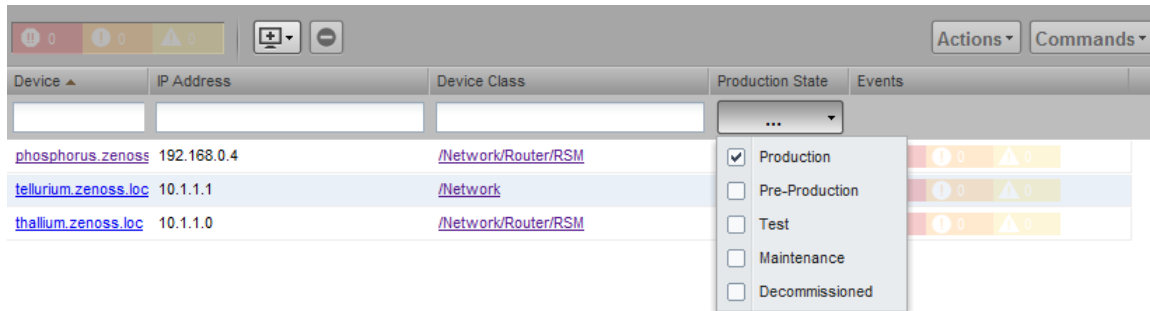 0 0 0 Actions Commands
Device IP Address Device Class Production State Events
...
phosphorus.zenoss 192.168.0.4 /Network/Router/RSM 0 0
tellurium.zenoss.loc 10.1.1.1 /Network 0 0
thallium.zenoss.loc 10.1.1.0 /Network/Router/RSM 0 0
Production
Pre-Production
Test
Maintenance
Decommissioned